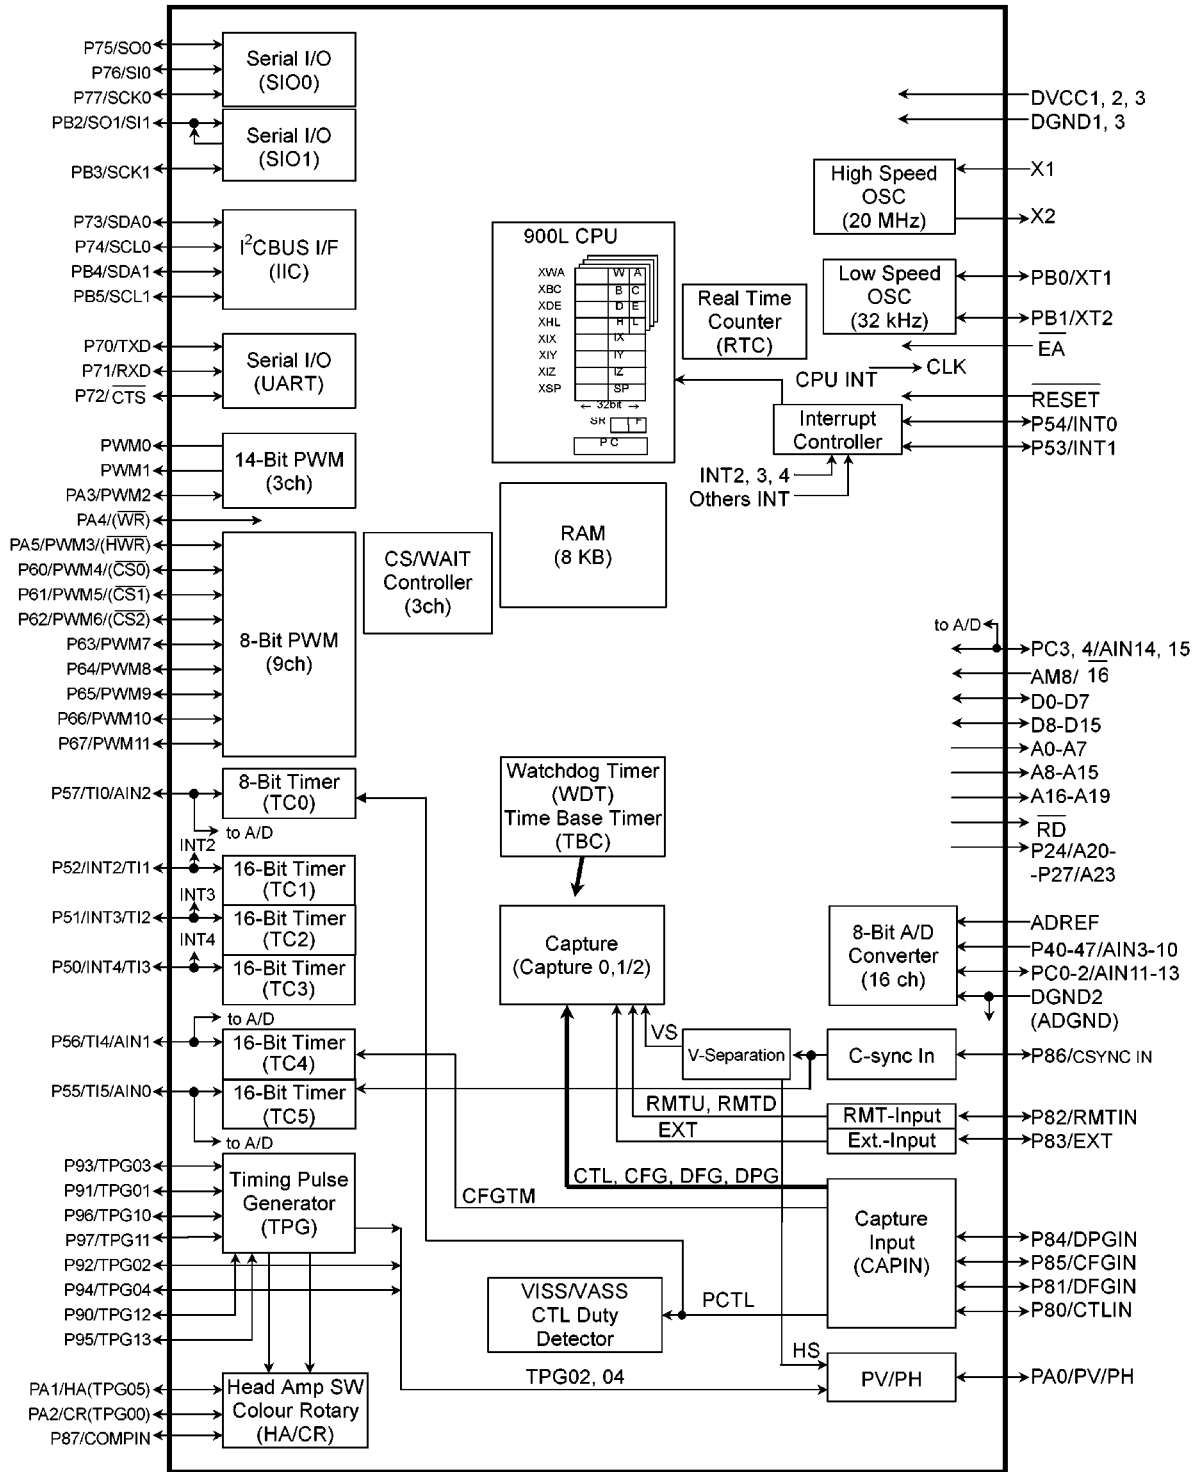 P75/SO0
P76/SI0
P77/SCK0
Serial I/O
(SIO0)
PB2/SO1/SI1
PB3/SCK1
Serial I/O
(SIO1)
P73/SDA0
P74/SCL0
PB4/SDA1
PB5/SCL1
I²CBUS I/F
(IIC)
P70/TXD
P71/RXD
P72/CTS
Serial I/O
(UART)
PWM0
PWM1
PA3/PWM2
14-Bit PWM
(3ch)
PA4/(WR)
PA5/PWM3/(HWR)
P60/PWM4/(CS0)
P61/PWM5/(CS1)
P62/PWM6/(CS2)
P63/PWM7
P64/PWM8
P65/PWM9
P66/PWM10
P67/PWM11
8-Bit PWM
(9ch)
P57/TI0/AIN2
8-Bit Timer
(TC0)
to A/D
INT2
P52/INT2/TI1
16-Bit Timer
(TC1)
INT3
P51/INT3/TI2
16-Bit Timer
(TC2)
INT4
P50/INT4/TI3
16-Bit Timer
(TC3)
to A/D
P56/TI4/AIN1
16-Bit Timer
(TC4)
P55/TI5/AIN0
16-Bit Timer
(TC5)
to A/D
P93/TPG03
P91/TPG01
P96/TPG10
P97/TPG11
P92/TPG02
P94/TPG04
P90/TPG12
P95/TPG13
Timing Pulse
Generator
(TPG)
PA1/HA(TPG05)
PA2/CR(TPG00)
P87/COMPIN
Head Amp SW
Colour Rotary
(HA/CR)
900L CPU
XWA W A
XBC B C
XDE D E
XHL H L
XIX IX
XIY IY
XIZ IZ
XSP SP
← 32bit →
SR F
P C
Real Time
Counter
(RTC)
CS/WAIT
Controller
(3ch)
RAM
(8 KB)
Watchdog Timer
(WDT)
Time Base Timer
(TBC)
Capture
(Capture 0,1/2)
VS
V-Separation
RMTU, RMTD
EXT
CTL, CFG, DFG, DPG
CFGTM
VISS/VASS
CTL Duty
Detector
PCTL
HS
TPG02, 04
DVCC1, 2, 3
DGND1, 3
High Speed
OSC
(20 MHz)
X1
X2
Low Speed
OSC
(32 kHz)
PB0/XT1
PB1/XT2
EA
CLK
CPU INT
RESET
Interrupt
Controller
P54/INT0
P53/INT1
INT2, 3, 4
Others INT
to A/D
PC3, 4/AIN14, 15
AM8/ 16
D0-D7
D8-D15
A0-A7
A8-A15
A16-A19
RD
P24/A20-
-P27/A23
8-Bit A/D
Converter
(16 ch)
ADREF
P40-47/AIN3-10
PC0-2/AIN11-13
DGND2
(ADGND)
C-sync In
P86/CSYNC IN
RMT-Input
P82/RMTIN
Ext.-Input
P83/EXT
Capture
Input
(CAPIN)
P84/DPGIN
P85/CFGIN
P81/DFGIN
P80/CTLIN
PV/PH
PA0/PV/PH